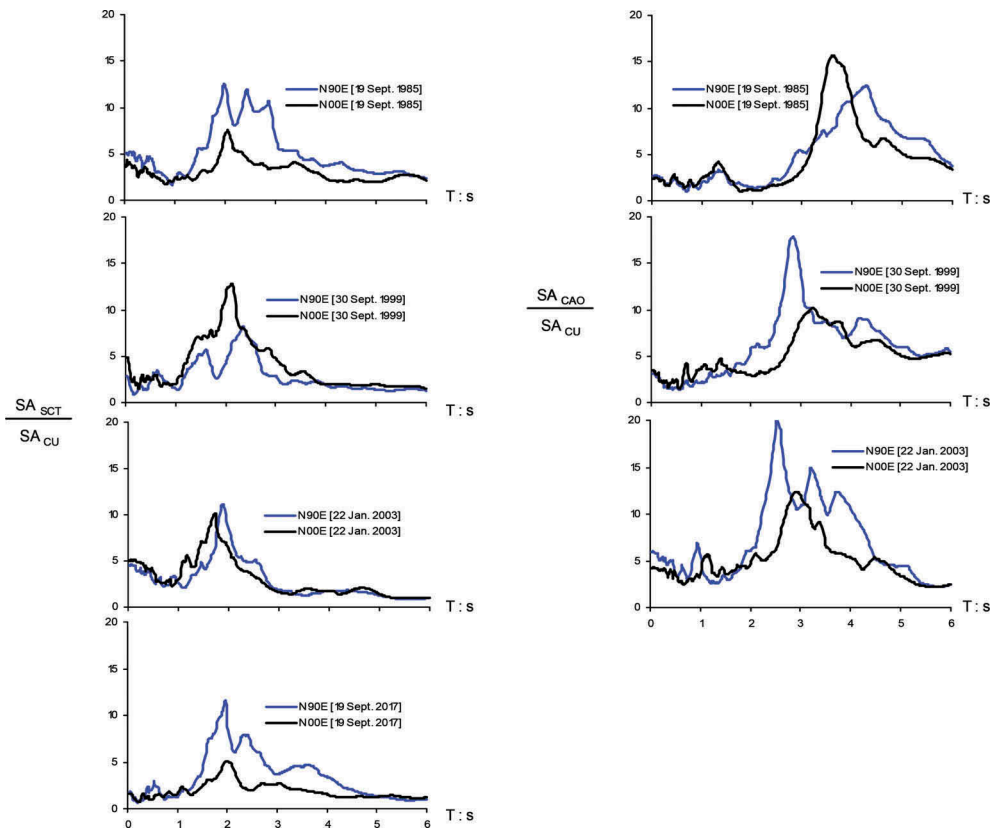 20
15
10
5
0
N90E [19 Sept. 1985]
N00E [19 Sept. 1985]
T : s
20
15
10
5
0
N90E [30 Sept. 1999]
N00E [30 Sept. 1999]
T : s
SA SCT
SA CU
20
15
10
5
0
N90E [22 Jan. 2003]
N00E [22 Jan. 2003]
T : s
20
15
10
5
0
N90E [19 Sept. 2017]
N00E [19 Sept. 2017]
T : s
0 1 2 3 4 5 6
20
15
10
5
0
N90E [19 Sept. 1985]
N00E [19 Sept. 1985]
T : s
SA CAO
SA CU
20
15
10
5
0
N90E [30 Sept. 1999]
N00E [30 Sept. 1999]
T : s
20
15
10
5
0
N90E [22 Jan. 2003]
N00E [22 Jan. 2003]
T : s
0 1 2 3 4 5 6